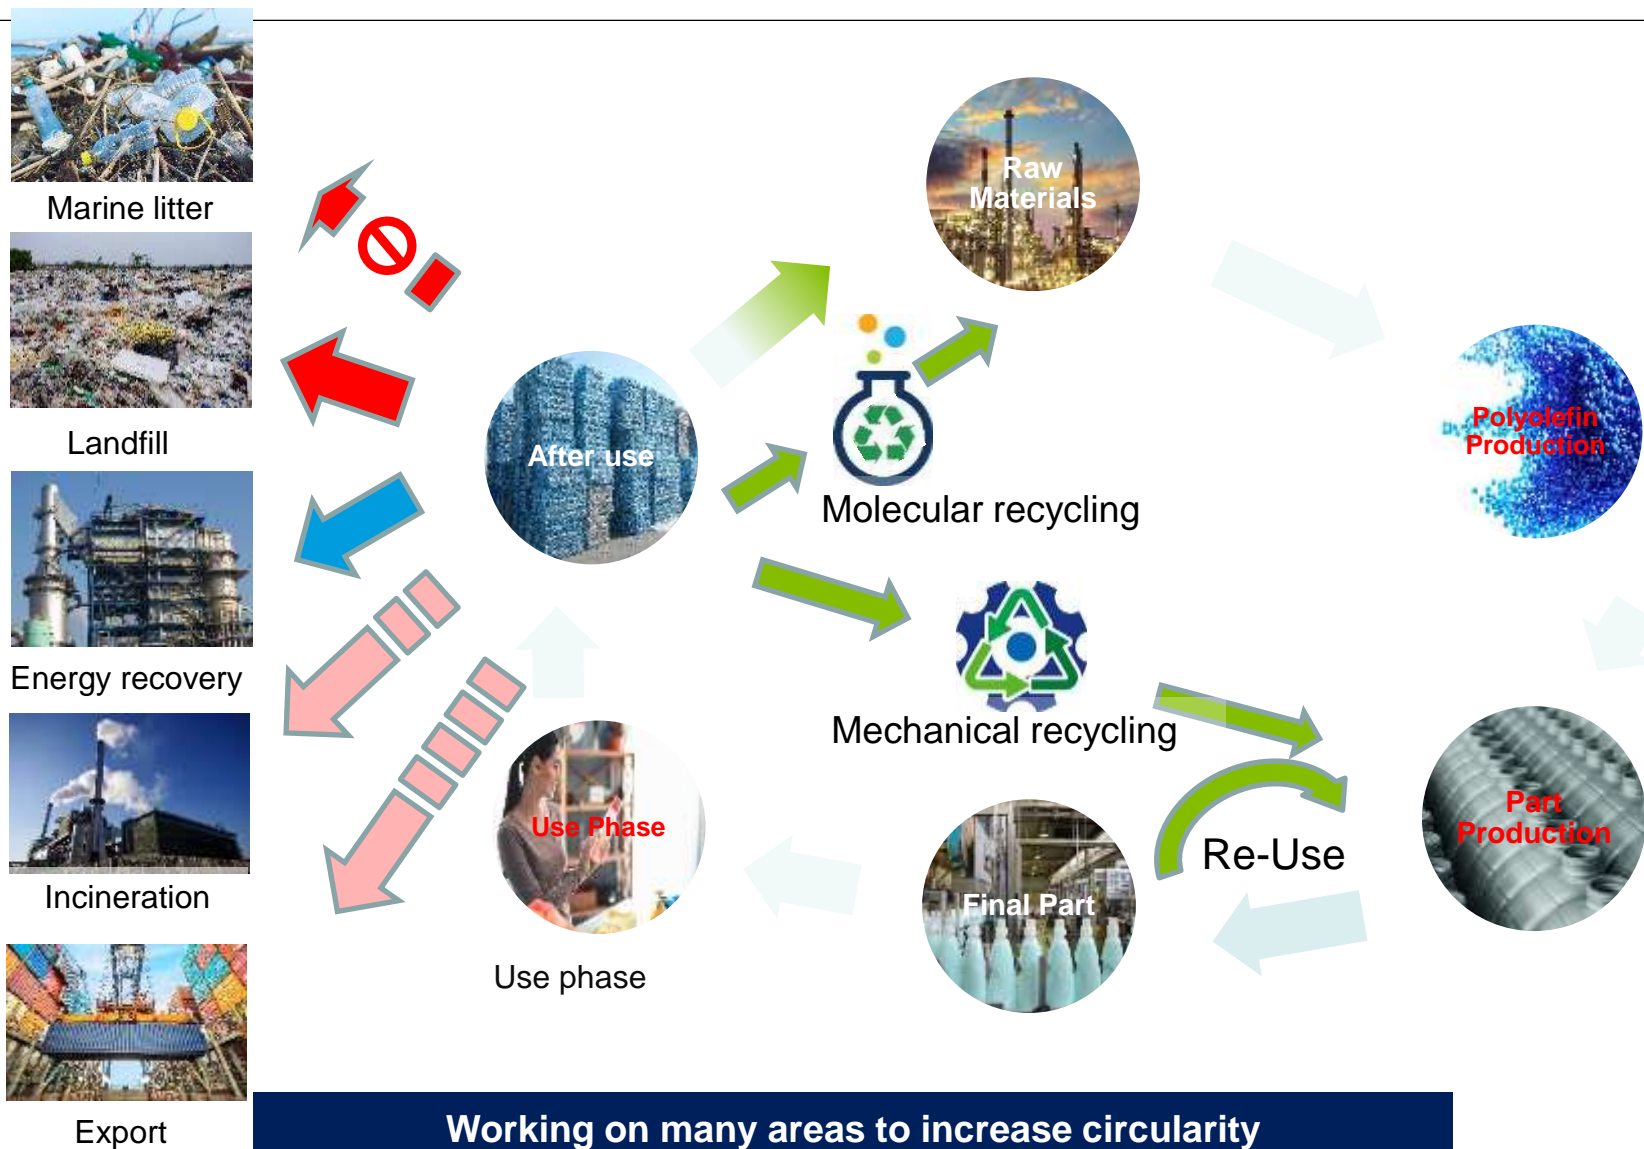 Marine litter
Landfill
Energy recovery
Incineration
Export
Raw
Materials
Polyolefin
Production
After use
Molecular recycling
Mechanical recycling
Use Phase
Use phase
Final Part
Re-Use
Part
Production
Working on many areas to increase circularity